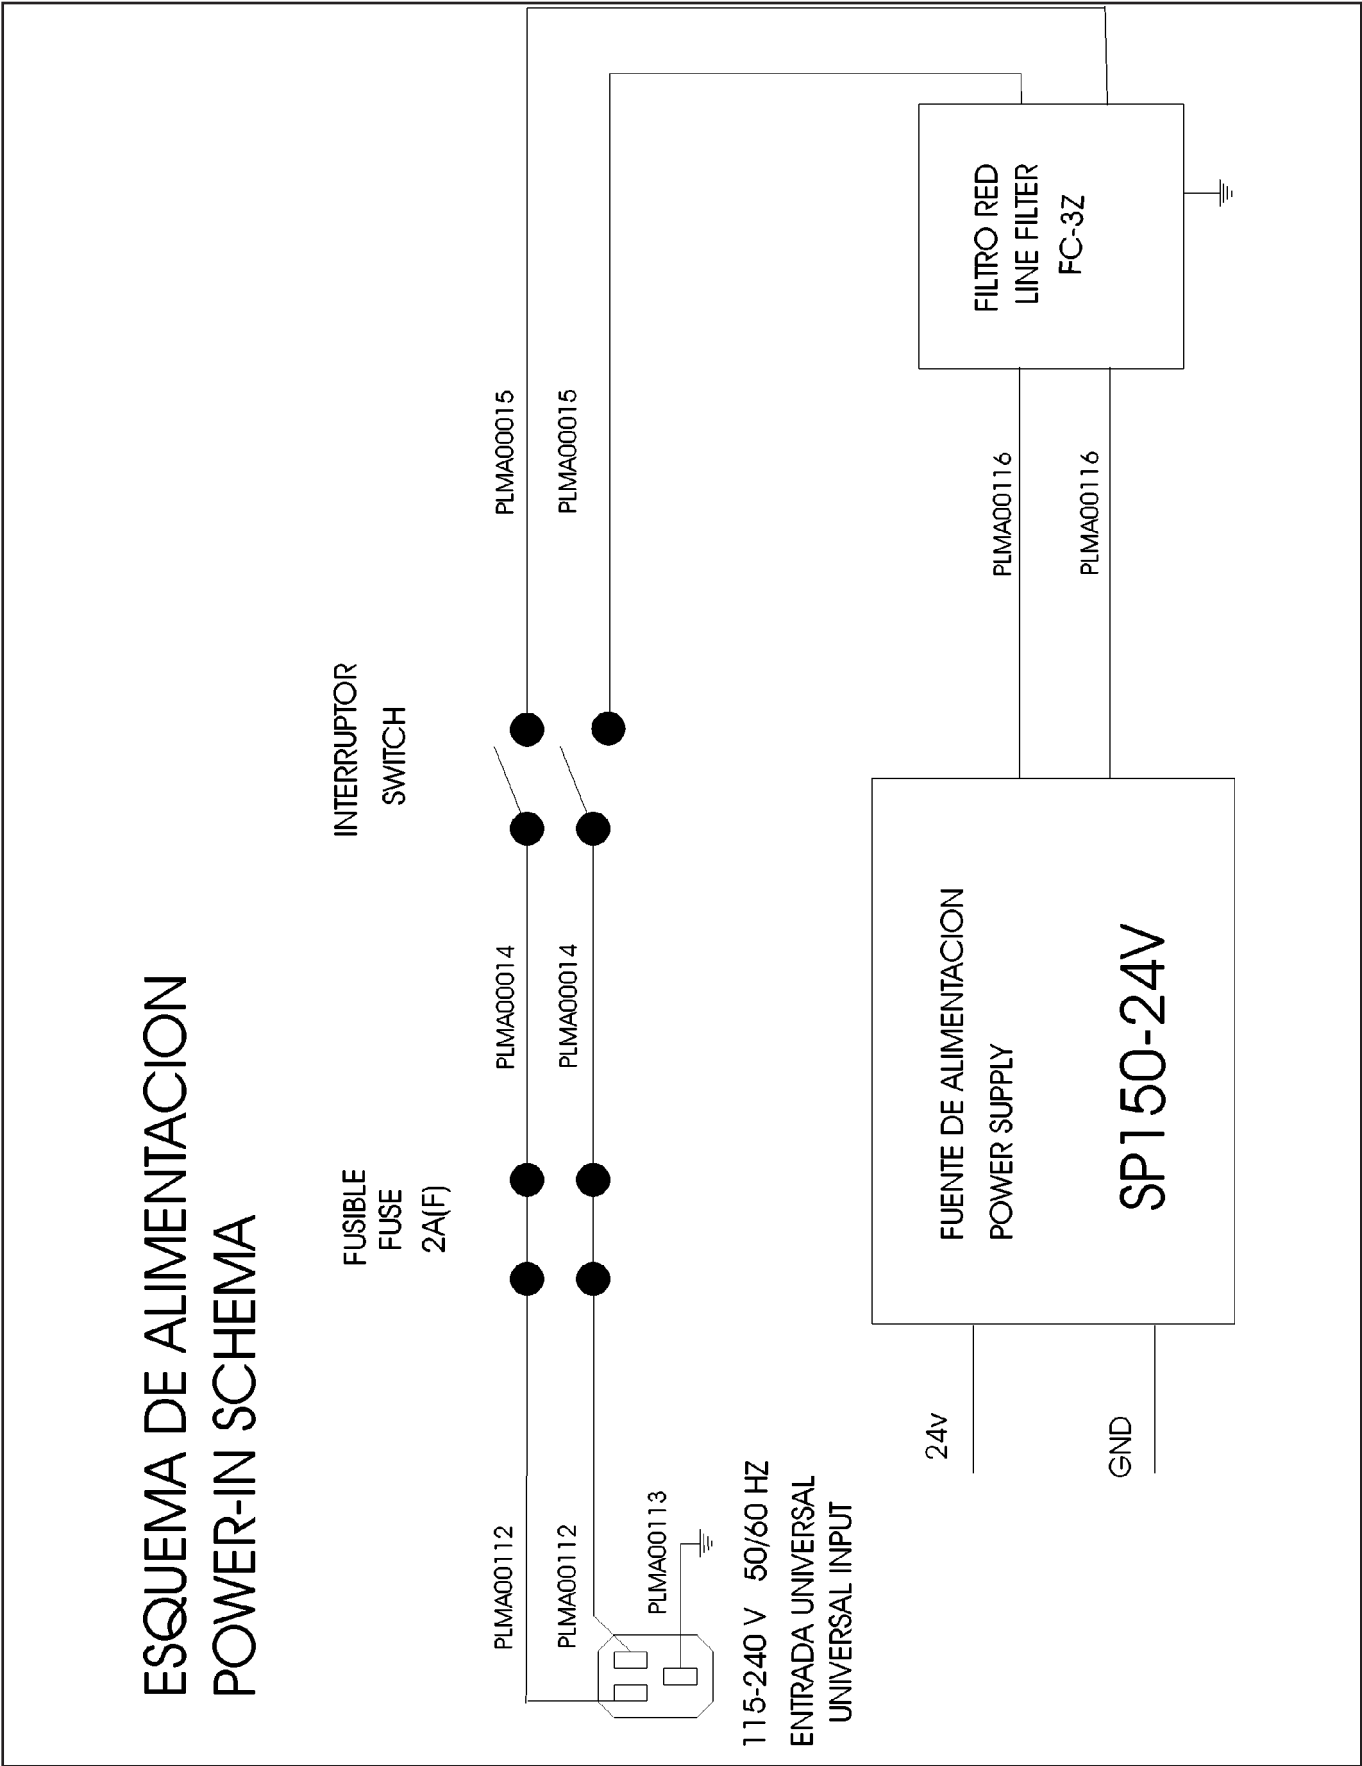 ESQUEMA DE ALIMENTACION
POWER-IN SCHEMA
FUSIBLE
FUSE
2A(F)
INTERRUPTOR
SWITCH
PLMA00112
PLMA00014
PLMA00015
PLMA00112
PLMA00014
PLMA00015
PLMA00113
115-240 V 50/60 HZ
ENTRADA UNIVERSAL
UNIVERSAL INPUT
24v
GND
FUENTE DE ALIMENTACION
POWER SUPPLY
SP150-24V
PLMA00116
PLMA00116
FILTRO RED
LINE FILTER
FC-3Z